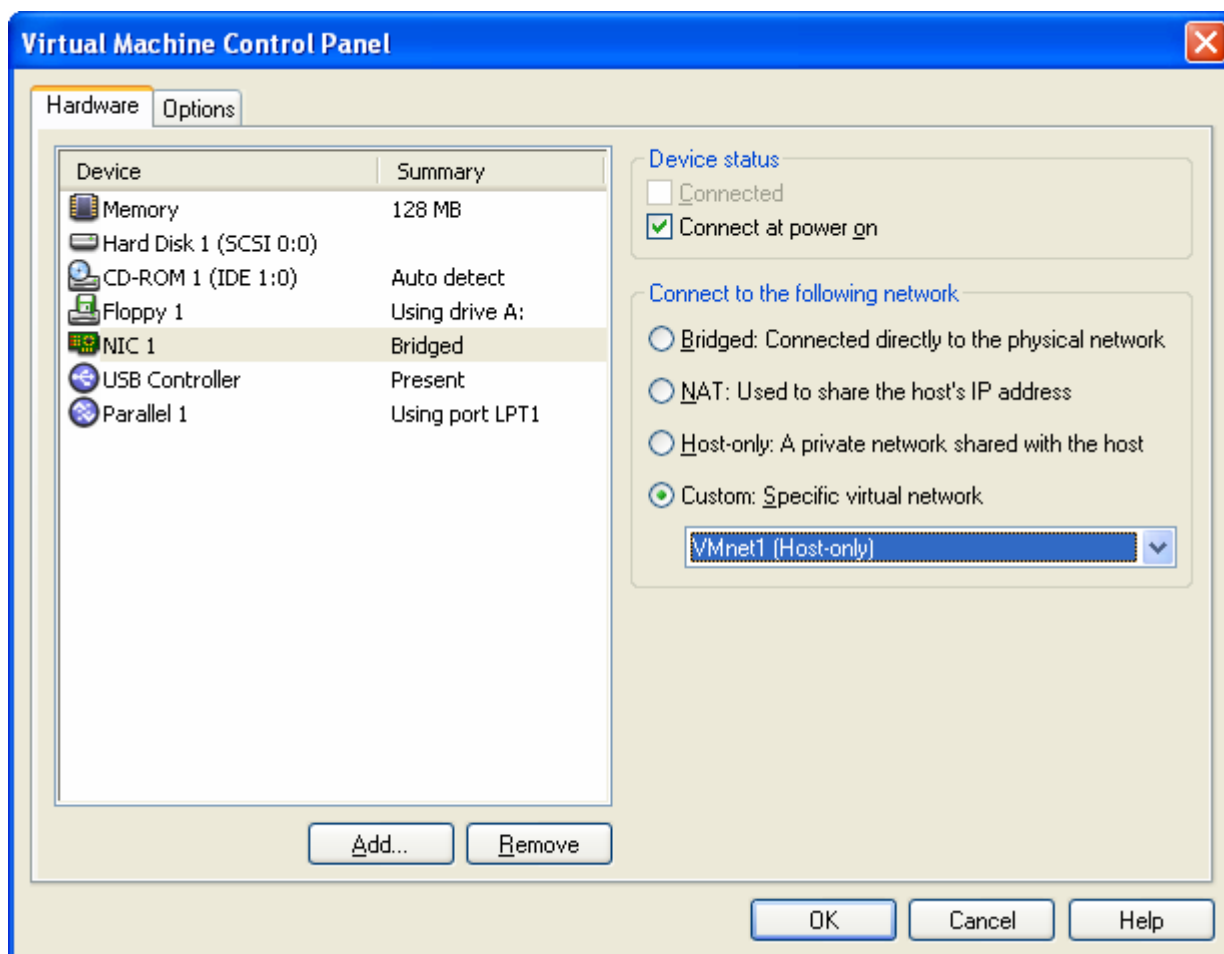 Virtual Machine Control Panel
Hardware Options
Device Summary
Memory 128 MB
Hard Disk 1 (SCSI 0:0)
CD-ROM 1 (IDE 1:0) Auto detect
Floppy 1 Using drive A:
NIC 1 Bridged
USB Controller Present
Parallel 1 Using port LPT1
Add... Remove
Device status
Connected
Connect at power on
Connect to the following network
Bridged: Connected directly to the physical network
NAT: Used to share the host's IP address
Host-only: A private network shared with the host
Custom: Specific virtual network
VMnet1 (Host-only)
OK Cancel Help